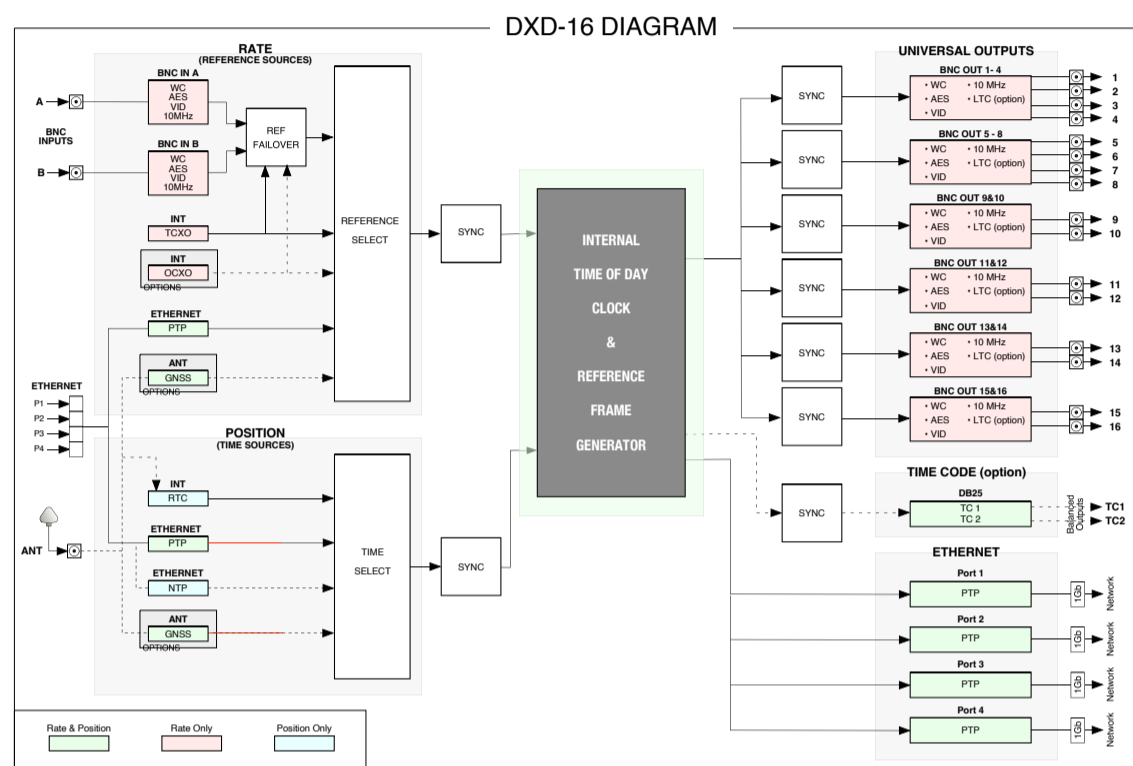 DXD-16 DIAGRAM
RATE
(REFERENCE SOURCES)
BNC IN A
WC
AES
VID
10MHz
A
BNC
INPUTS
B
BNC IN B
WC
AES
VID
10MHz
REF
FAILOVER
INT
TCXO
INT
OCXO
OPTIONS
ETHERNET
PTP
ANT
GNSS
OPTIONS
REFERENCE
SELECT
SYNC
ETHERNET
P1
P2
P3
P4
POSITION
(TIME SOURCES)
INT
RTC
ETHERNET
PTP
ETHERNET
NTP
ANT
GNSS
OPTIONS
ANT
TIME
SELECT
SYNC
INTERNAL
TIME OF DAY
CLOCK
&
REFERENCE
FRAME
GENERATOR
SYNC
SYNC
SYNC
SYNC
SYNC
SYNC
SYNC
UNIVERSAL OUTPUTS
BNC OUT 1- 4
• WC • 10 MHz
• AES • LTC (option)
• VID
1
2
3
4
BNC OUT 5 - 8
• WC • 10 MHz
• AES • LTC (option)
• VID
5
6
7
8
BNC OUT 9&10
• WC • 10 MHz
• AES • LTC (option)
• VID
9
10
BNC OUT 11&12
• WC • 10 MHz
• AES • LTC (option)
• VID
11
12
BNC OUT 13&14
• WC • 10 MHz
• AES • LTC (option)
• VID
13
14
BNC OUT 15&16
• WC • 10 MHz
• AES • LTC (option)
• VID
15
16
TIME CODE (option)
DB25
TC 1
TC 2
Balanced
Outputs
TC1
TC2
ETHERNET
Port 1
PTP
1Gb
Network
Port 2
PTP
1Gb
Network
Port 3
PTP
1Gb
Network
Port 4
PTP
1Gb
Network
Rate & Position
Rate Only
Position Only